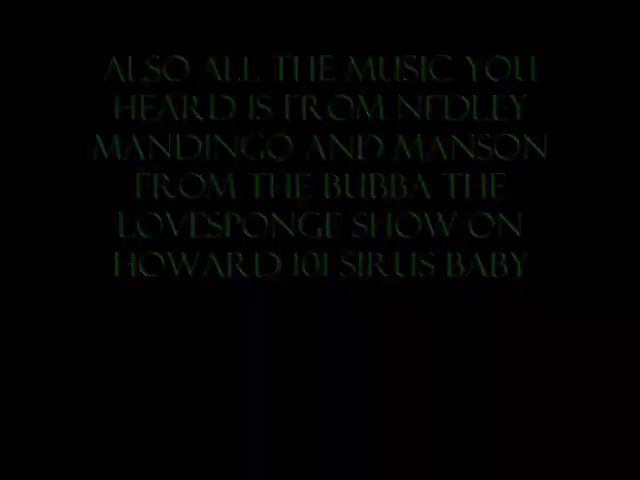 ALSO ALL THE MUSIC YOU
HEARD IS FROM NEDLEY
MANDINGO AND MANSON
FROM THE BUBBA THE
LOVESPONGE SHOW ON
HOWARD 101 SIRUS BABY